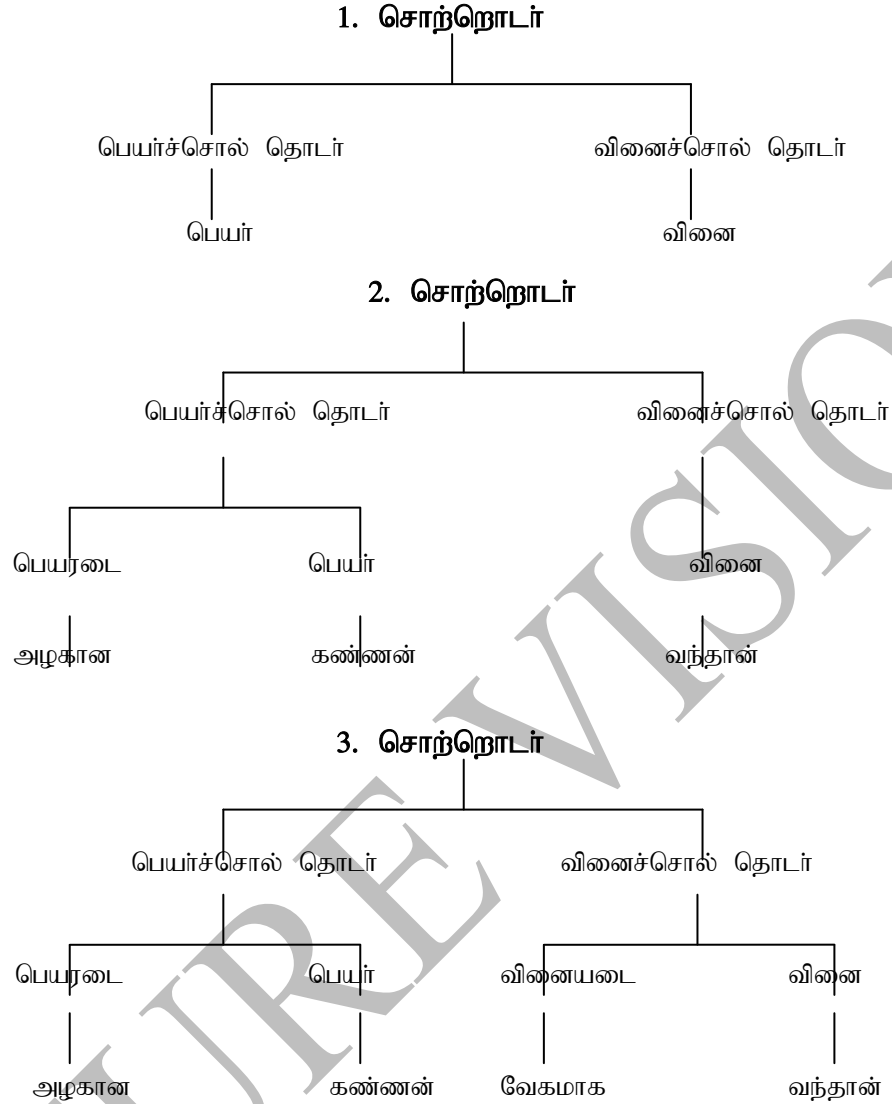 1. சொற்றொடர்
பெயர்ச்சொல் தொடர் வினைச்சொல் தொடர்
பெயர் வினை
2. சொற்றொடர்
பெயர்ச்சொல் தொடர் வினைச்சொல் தொடர்
பெயரடை பெயர் வினை
அழகான கண்ணன் வந்தான்
3. சொற்றொடர்
பெயர்ச்சொல் தொடர் வினைச்சொல் தொடர்
பெயரடை பெயர் வினையடை வினை
அழகான கண்ணன் வேகமாக வந்தான்